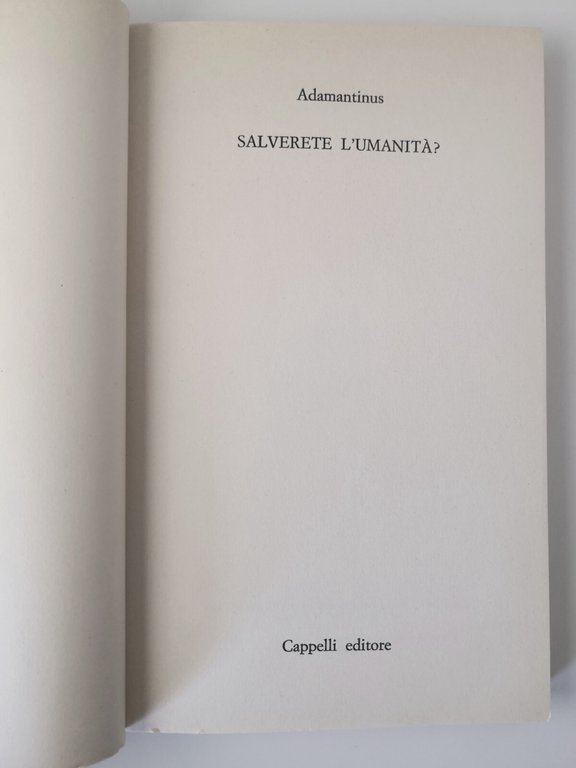 Adamantinus
SALVERETE L'UMANITÀ?
Cappelli editore